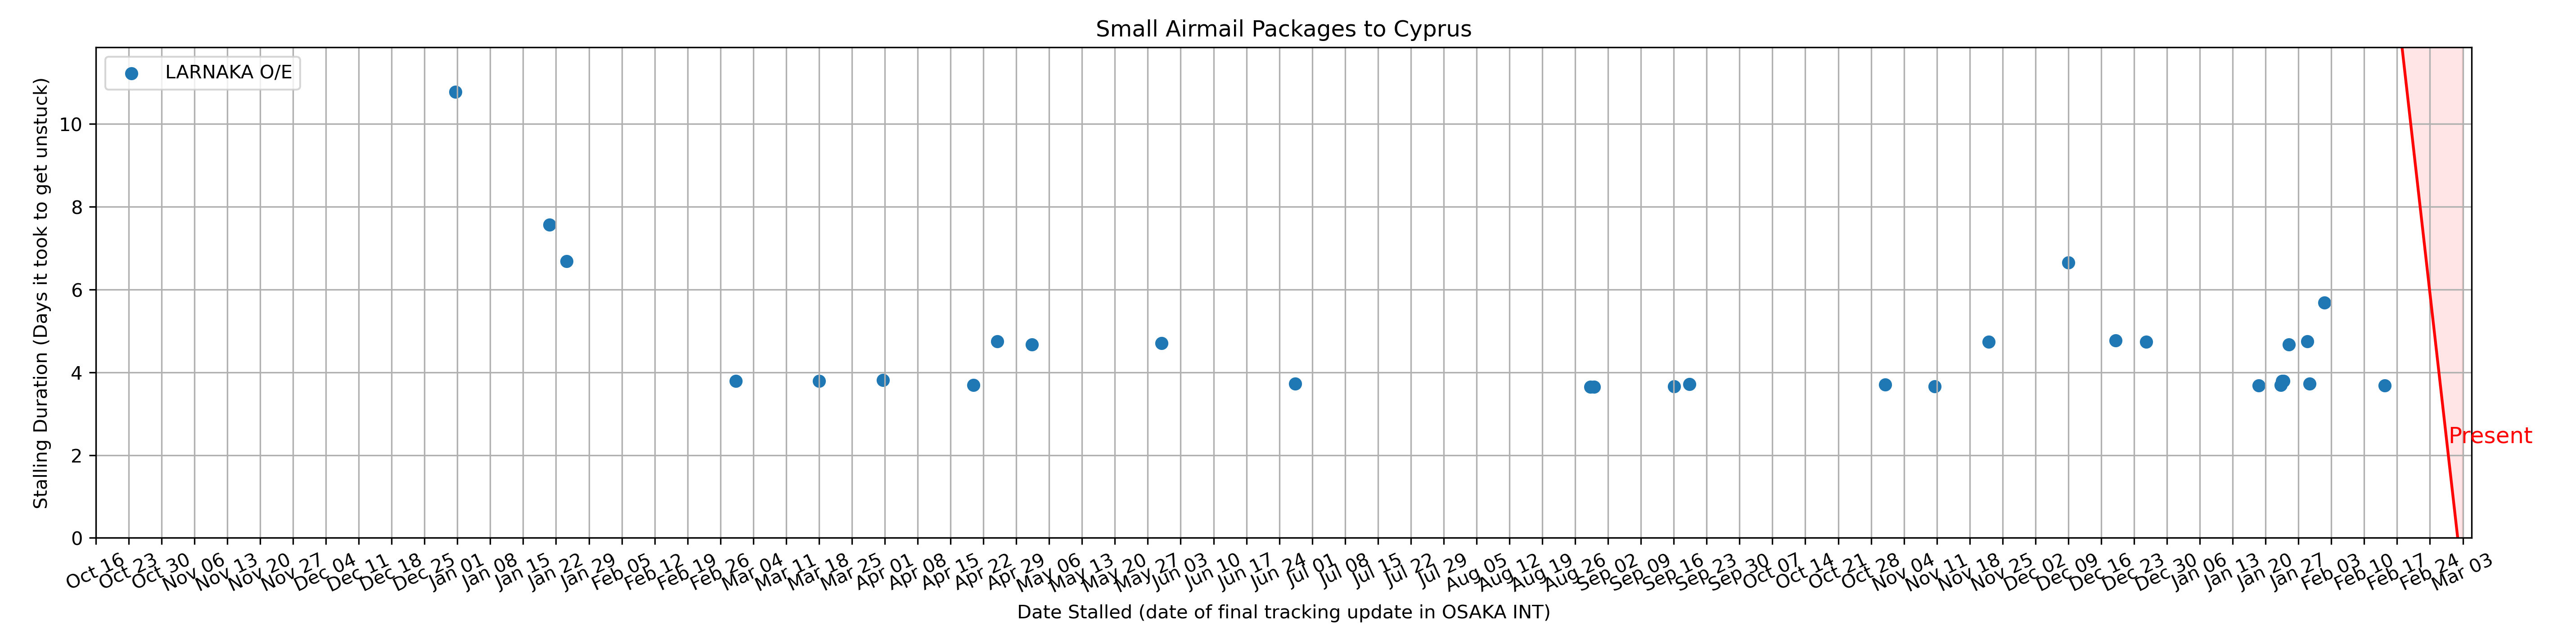 Small Airmail Packages to Cyprus
LARNAKA O/E
Stalling Duration (Days it took to get unstuck)
10
8
6
4
2
0
Present
Oct 16 Oct 23 Oct 30 Nov 06 Nov 13 Nov 20 Nov 27 Dec 04 Dec 11 Dec 18 Dec 25 Jan 01 Jan 08 Jan 15 Jan 22 Jan 29 Feb 05 Feb 12 Feb 19 Feb 26 Mar 04 Mar 11 Mar 18 Mar 25 Apr 01 Apr 08 Apr 15 Apr 22 Apr 29 May 06 May 13 May 20 May 27 Jun 03 Jun 10 Jun 17 Jun 24 Jul 01 Jul 08 Jul 15 Jul 22 Jul 29 Aug 05 Aug 12 Aug 19 Aug 26 Sep 02 Sep 09 Sep 16 Sep 23 Sep 30 Oct 07 Oct 14 Oct 21 Oct 28 Nov 04 Nov 11 Nov 18 Nov 25 Dec 02 Dec 09 Dec 16 Dec 23 Dec 30 Jan 06 Jan 13 Jan 20 Jan 27 Feb 03 Feb 10 Feb 17 Feb 24 Mar 03
Date Stalled (date of final tracking update in OSAKA INT)